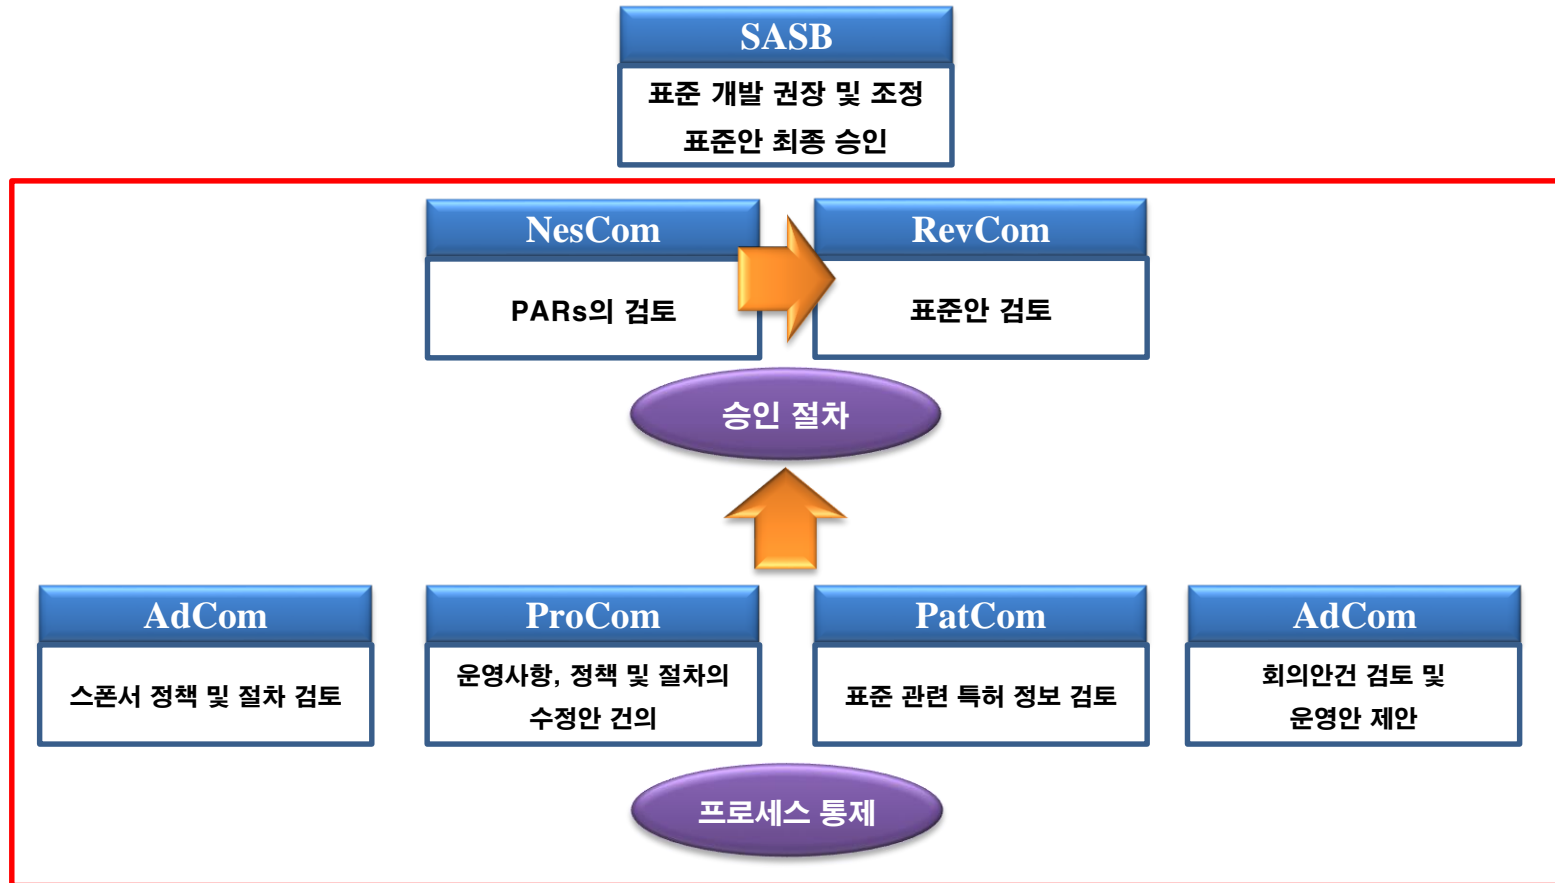 SASB
표준 개발 권장 및 조정
표준안 최종 승인
NesCom
PARs의 검토
RevCom
표준안 검토
승인 절차
AdCom
스폰서 정책 및 절차 검토
ProCom
운영사항, 정책 및 절차의
수정안 건의
PatCom
표준 관련 특허 정보 검토
AdCom
회의안건 검토 및
운영안 제안
프로세스 통제